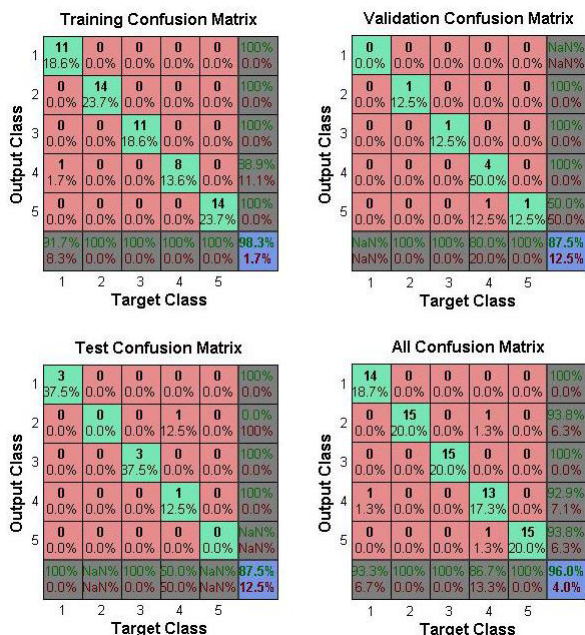 Training Confusion Matrix
Output Class
1 11 0 0 0 0 100%
18.6% 0.0% 0.0% 0.0% 0.0% 0.0%
2 0 14 0 0 0 100%
0.0% 23.7% 0.0% 0.0% 0.0% 0.0%
3 0 0 11 0 0 100%
0.0% 0.0% 18.6% 0.0% 0.0% 0.0%
4 1 0 0 8 0 88.9%
1.7% 0.0% 0.0% 13.6% 0.0% 11.1%
5 0 0 0 0 14 100%
0.0% 0.0% 0.0% 0.0% 23.7% 0.0%
91.7% 100% 100% 100% 100% 98.3%
8.3% 0.0% 0.0% 0.0% 0.0% 1.7%
1 2 3 4 5
Target Class
Validation Confusion Matrix
Output Class
1 0 0 0 0 0 NaN%
0.0% 0.0% 0.0% 0.0% 0.0% NaN%
2 0 1 0 0 0 100%
0.0% 12.5% 0.0% 0.0% 0.0% 0.0%
3 0 0 1 0 0 100%
0.0% 0.0% 12.5% 0.0% 0.0% 0.0%
4 0 0 0 4 0 100%
0.0% 0.0% 0.0% 50.0% 0.0% 0.0%
5 0 0 0 1 1 50.0%
0.0% 0.0% 0.0% 12.5% 12.5% 50.0%
NaN% 100% 100% 80.0% 100% 87.5%
NaN% 0.0% 0.0% 20.0% 0.0% 12.5%
1 2 3 4 5
Target Class
Test Confusion Matrix
Output Class
1 3 0 0 0 0 100%
37.5% 0.0% 0.0% 0.0% 0.0% 0.0%
2 0 0 0 1 0 0.0%
0.0% 0.0% 0.0% 12.5% 0.0% 100%
3 0 0 3 0 0 100%
0.0% 0.0% 37.5% 0.0% 0.0% 0.0%
4 0 0 0 1 0 100%
0.0% 0.0% 0.0% 12.5% 0.0% 0.0%
5 0 0 0 0 0 NaN%
0.0% 0.0% 0.0% 0.0% 0.0% NaN%
100% NaN% 100% 50.0% NaN% 87.5%
0.0% NaN% 0.0% 50.0% NaN% 12.5%
1 2 3 4 5
Target Class
All Confusion Matrix
Output Class
1 14 0 0 0 0 100%
18.7% 0.0% 0.0% 0.0% 0.0% 0.0%
2 0 15 0 1 0 93.8%
0.0% 20.0% 0.0% 1.3% 0.0% 6.3%
3 0 0 15 0 0 100%
0.0% 0.0% 20.0% 0.0% 0.0% 0.0%
4 1 0 0 13 0 92.9%
1.3% 0.0% 0.0% 17.3% 0.0% 7.1%
5 0 0 0 1 15 93.8%
0.0% 0.0% 0.0% 1.3% 20.0% 6.3%
93.3% 100% 100% 86.7% 100% 96.0%
6.7% 0.0% 0.0% 13.3% 0.0% 4.0%
1 2 3 4 5
Target Class